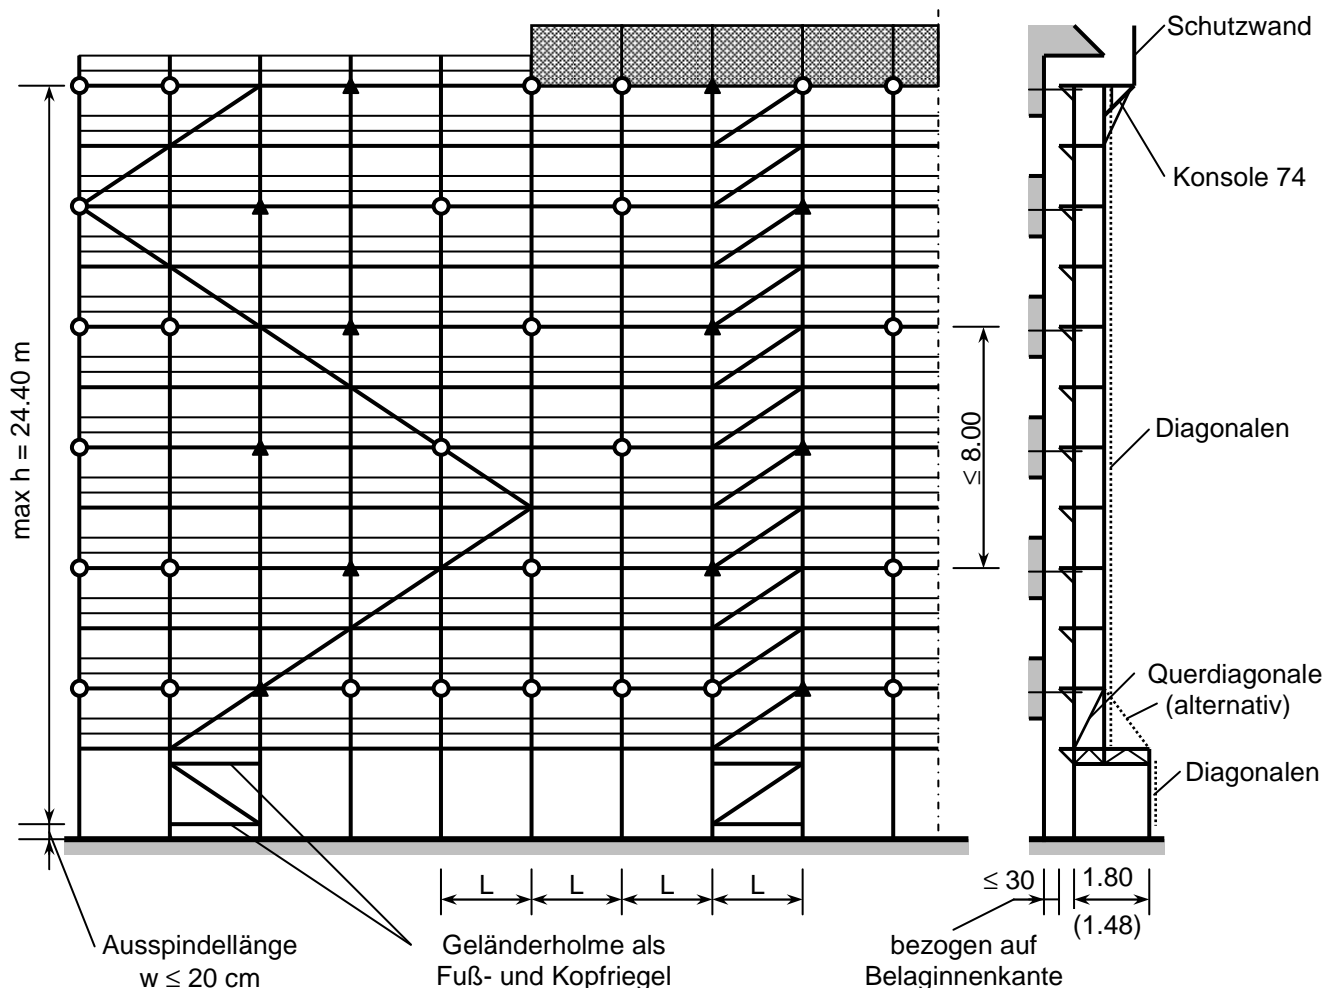 Schutzwand
Konsole 74
max h = 24.40 m
≤ 8.00
Diagonalen
Querdiagonale
(alternativ)
Diagonalen
L L L L
≤ 30
1.80
(1.48)
Ausspindellänge
w ≤ 20 cm
Geländerholme als
Fuß- und Kopfriegel
bezogen auf
Belaginnenkante